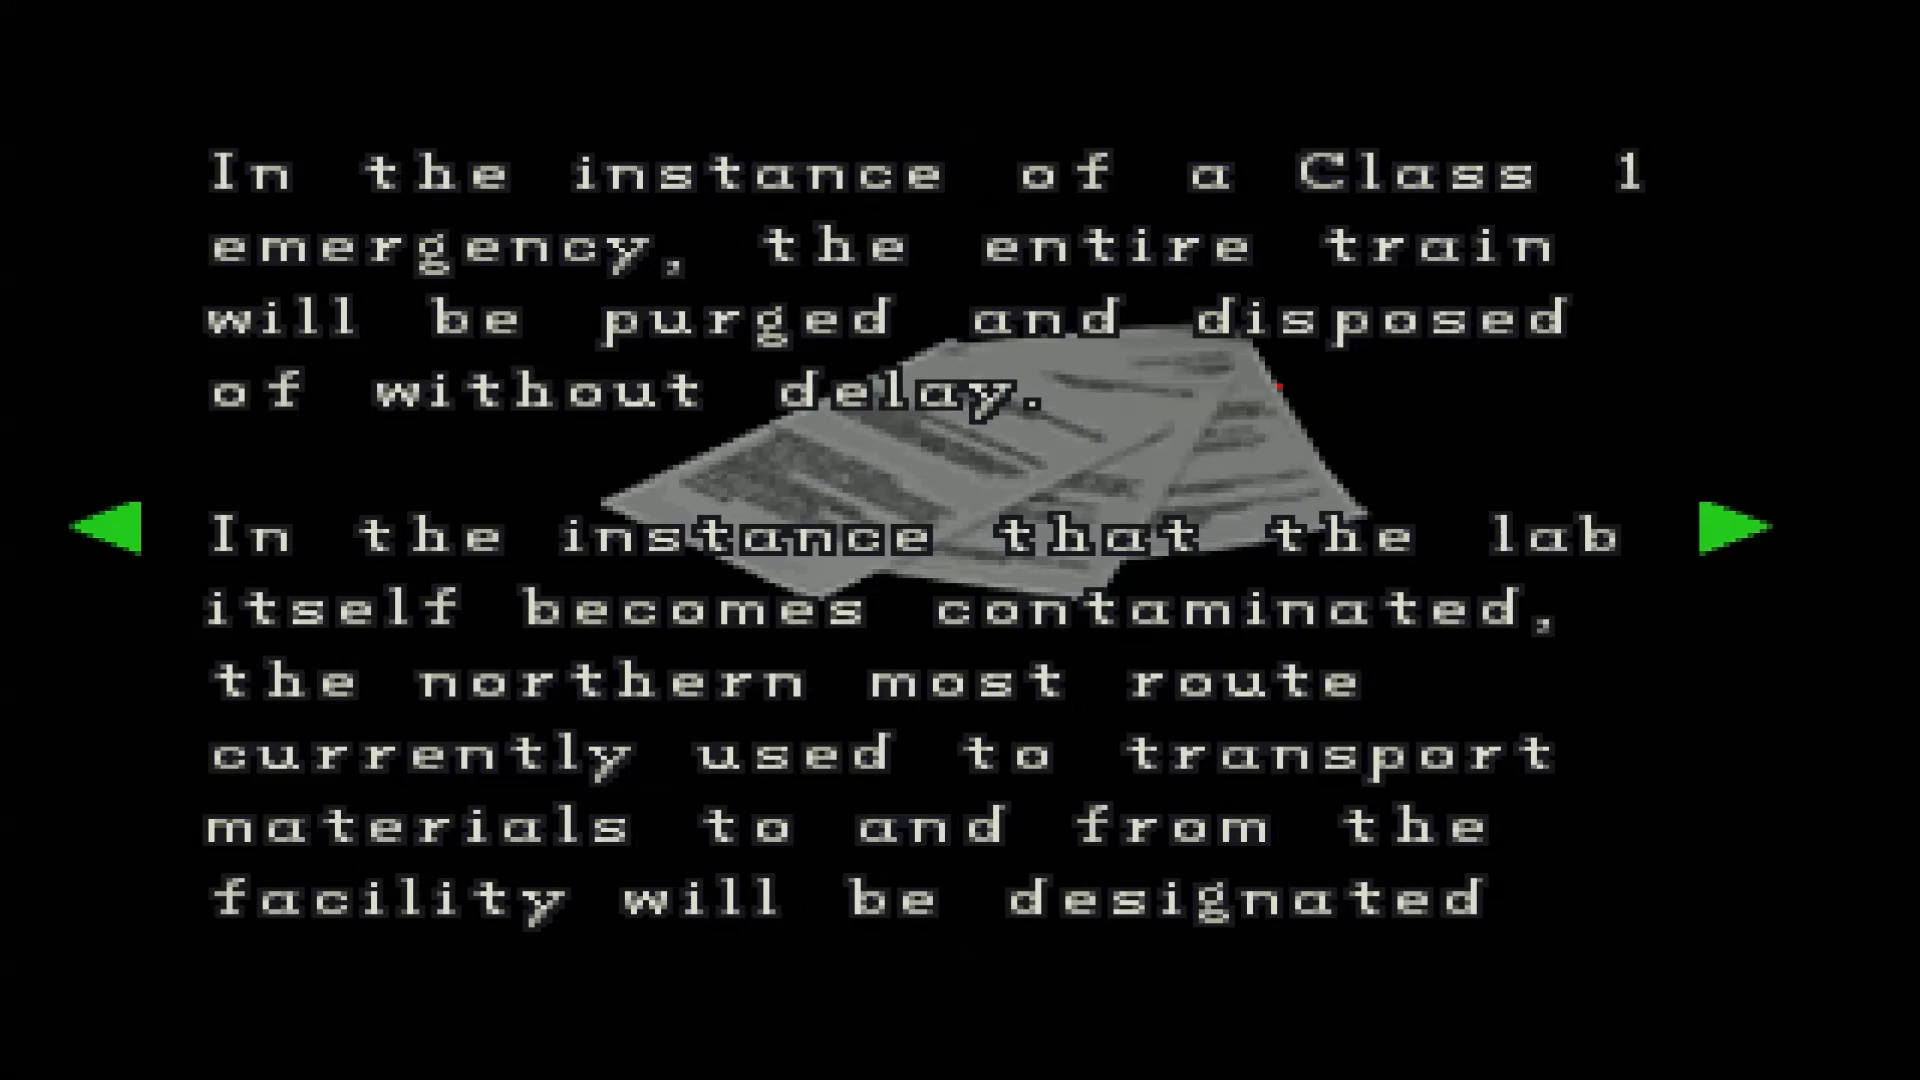 In the instance of a Class 1
emergency, the entire train
will be purged and disposed
of without delay.
In the instance that the lab
itself becomes contaminated,
the northern most route
currently used to transport
materials to and from the
facility will be designated